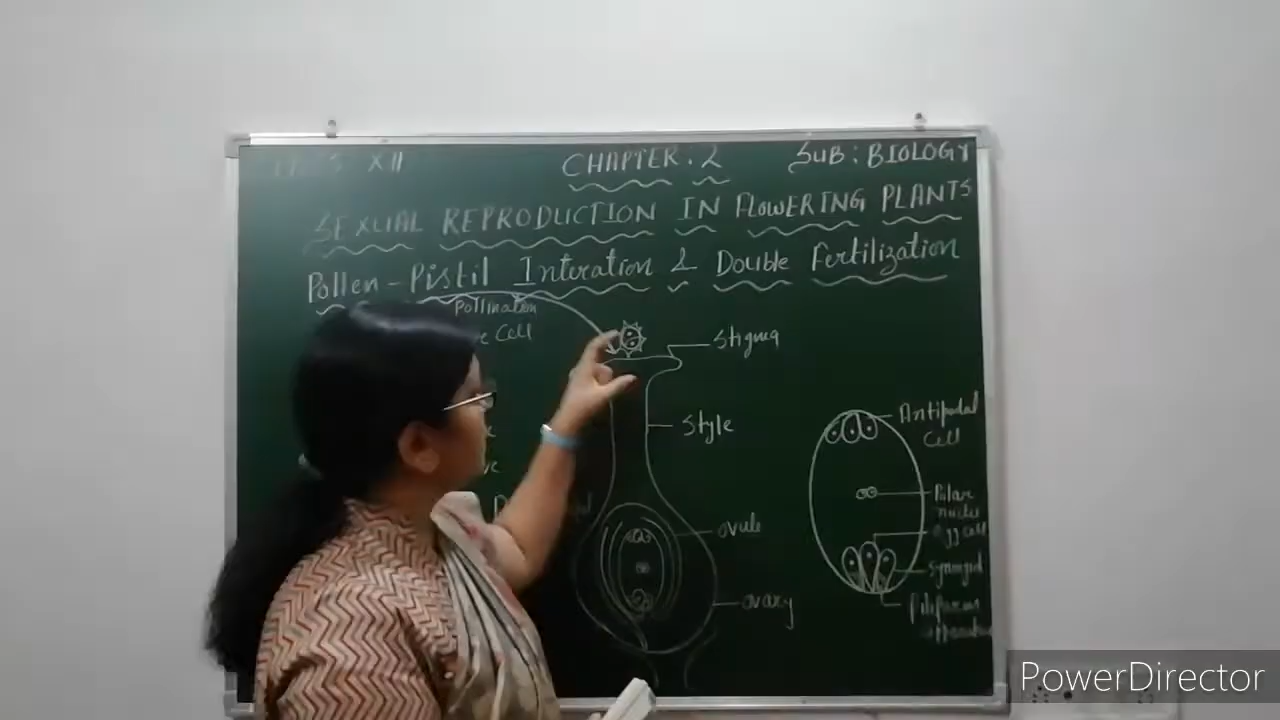 XII CHAPTER . 2 SUB : BIOLOGY
SEXUAL REPRODUCTION IN FLOWERING PLANTS
Pollen - Pistil Interation & Double Fertilization
Pollination
Cell
Stigma
Style
ovule
ovary
Antipodal
Cell
Polar
nuclei
egg cell
PowerDirector